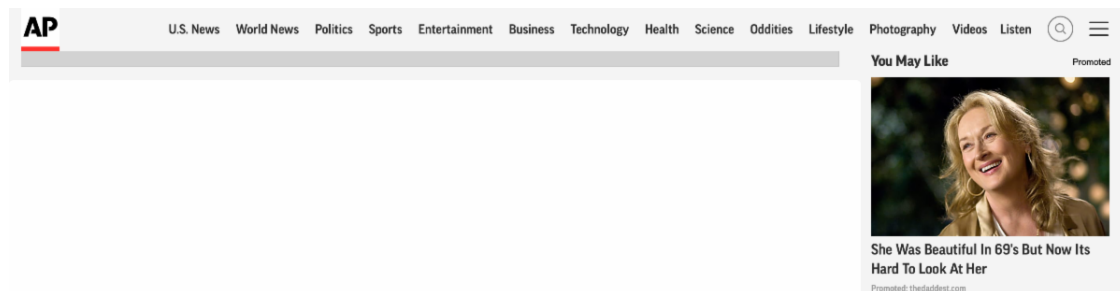 AP
U.S. News World News Politics Sports Entertainment Business Technology Health Science Oddities Lifestyle Photography Videos Listen
You May Like Promoted
She Was Beautiful In 69's But Now Its
Hard To Look At Her
Promoted: thedaddest.com